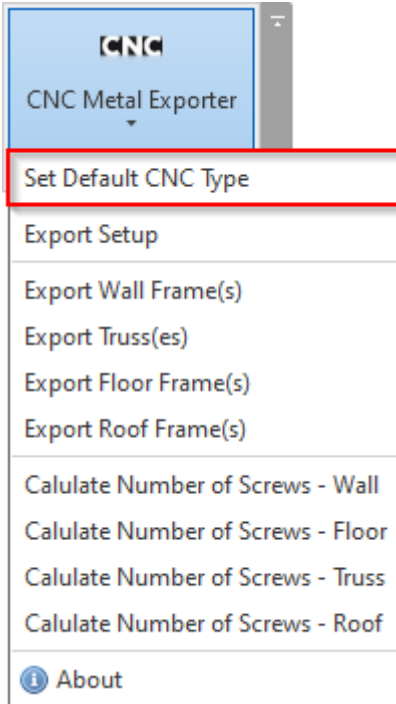 CNC
CNC Metal Exporter
Set Default CNC Type
Export Setup
Export Wall Frame(s)
Export Truss(es)
Export Floor Frame(s)
Export Roof Frame(s)
Calulate Number of Screws - Wall
Calulate Number of Screws - Floor
Calulate Number of Screws - Truss
Calulate Number of Screws - Roof
About